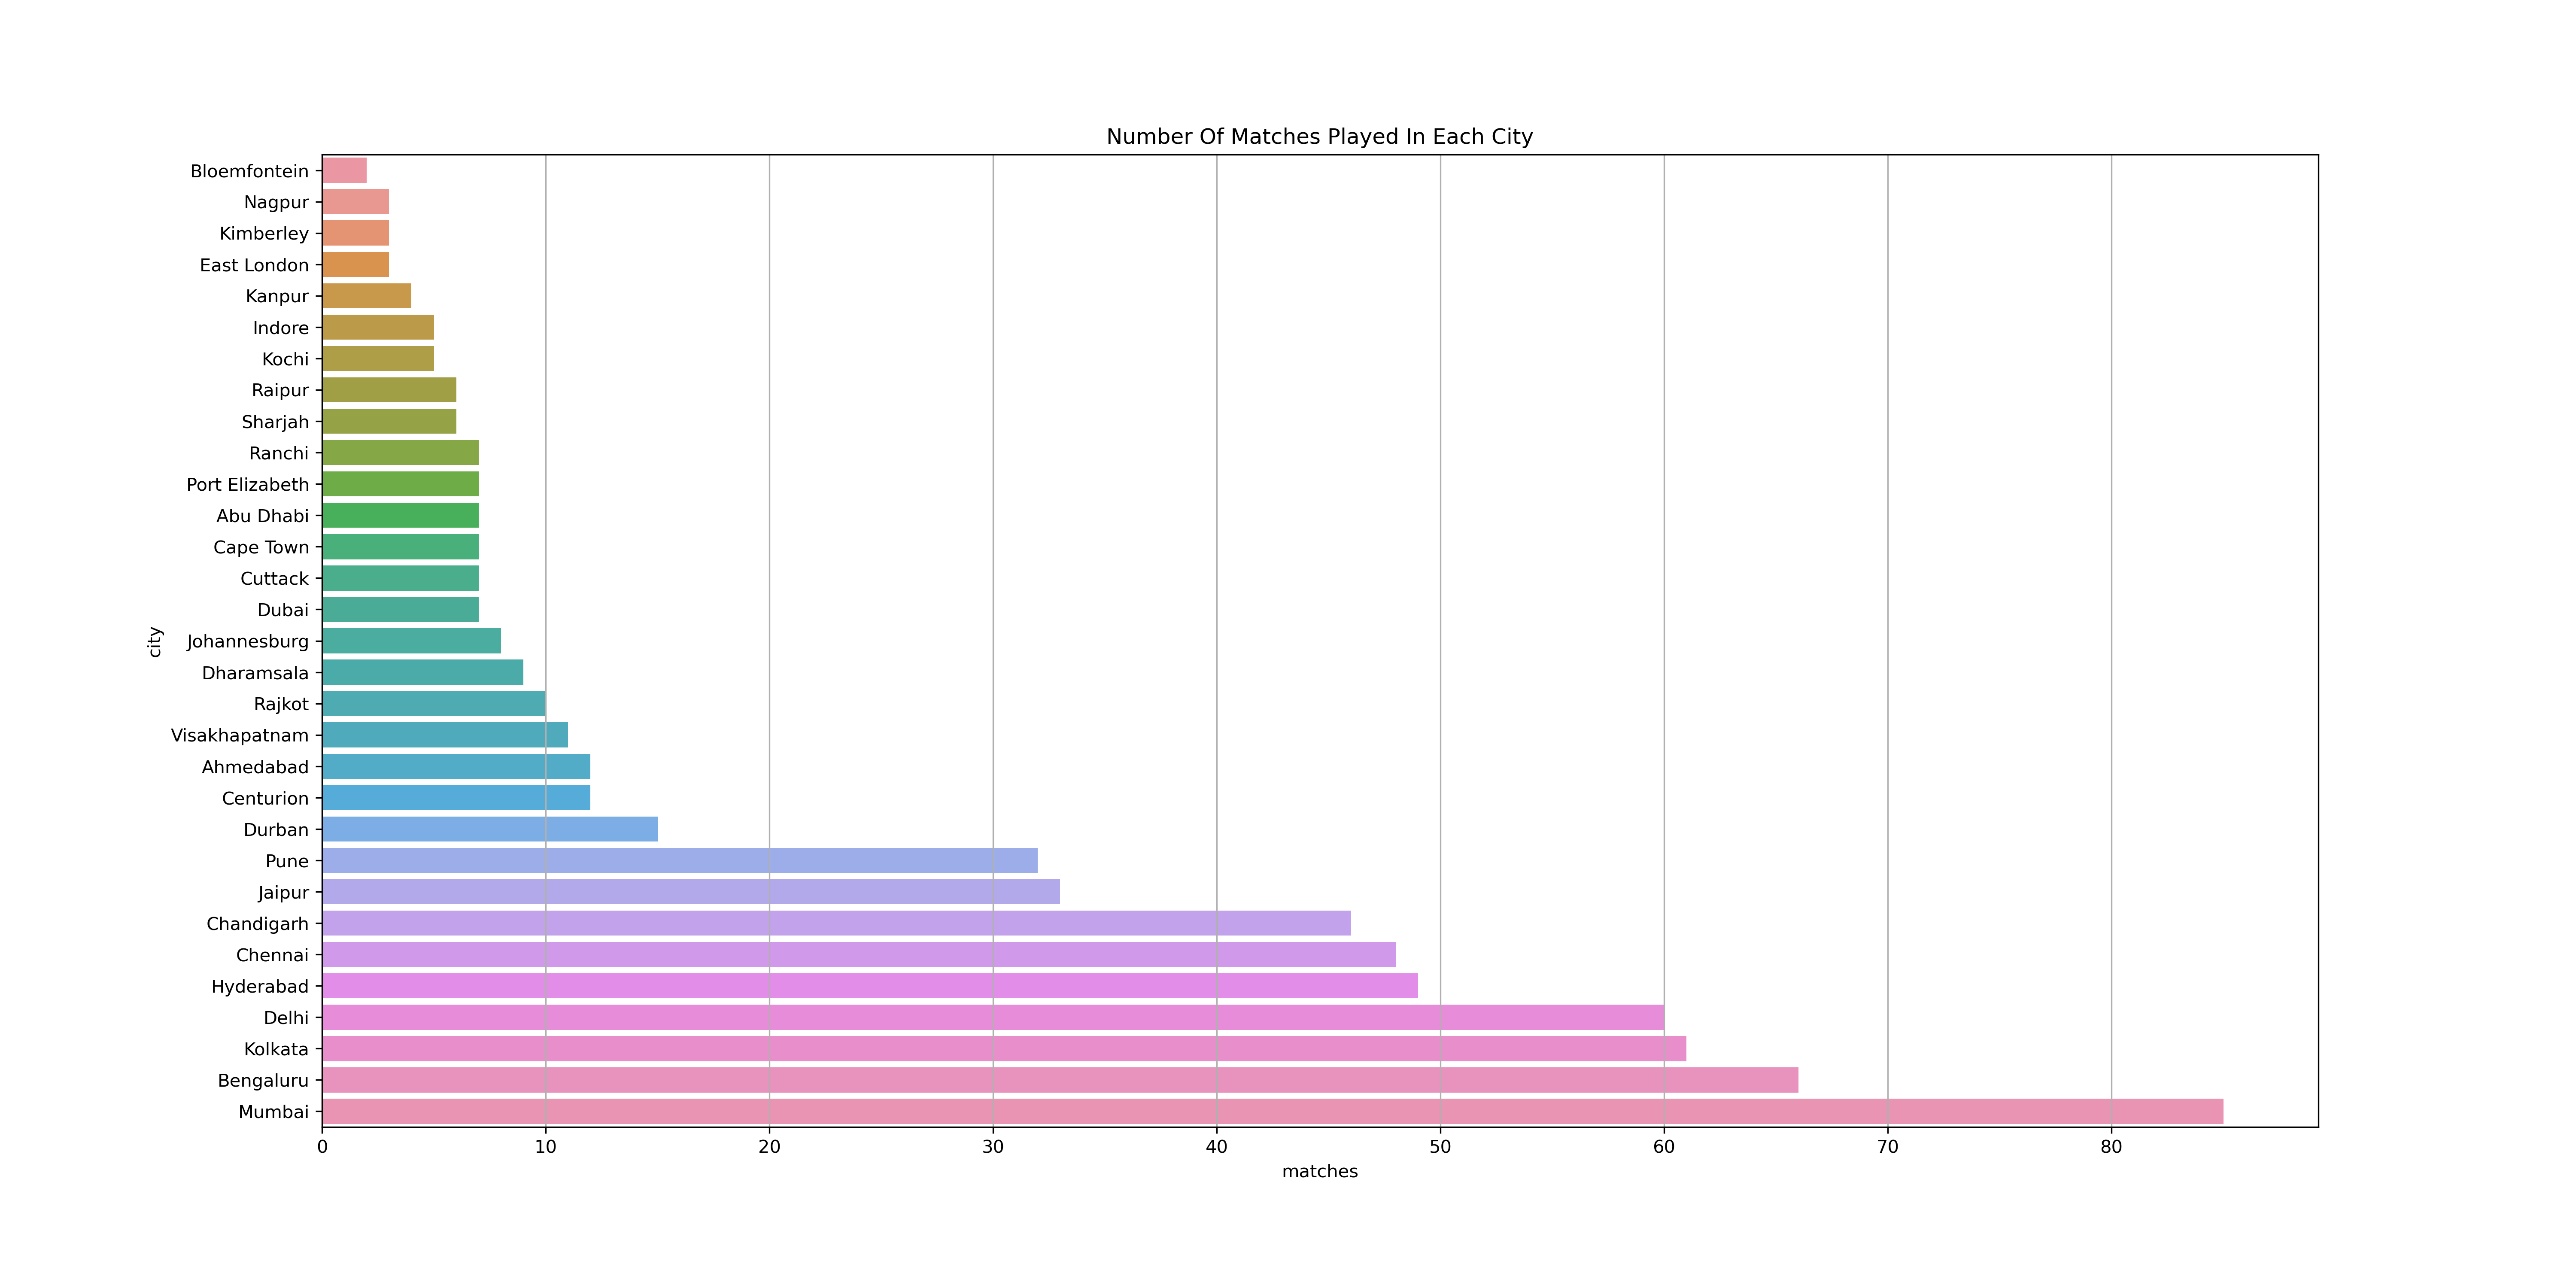 Number Of Matches Played In Each City
Bloemfontein
Nagpur
Kimberley
East London
Kanpur
Indore
Kochi
Raipur
Sharjah
Ranchi
Port Elizabeth
Abu Dhabi
Cape Town
Cuttack
Dubai
Johannesburg
Dharamsala
Rajkot
Visakhapatnam
Ahmedabad
Centurion
Durban
Pune
Jaipur
Chandigarh
Chennai
Hyderabad
Delhi
Kolkata
Bengaluru
Mumbai
city
0 10 20 30 40 50 60 70 80
matches